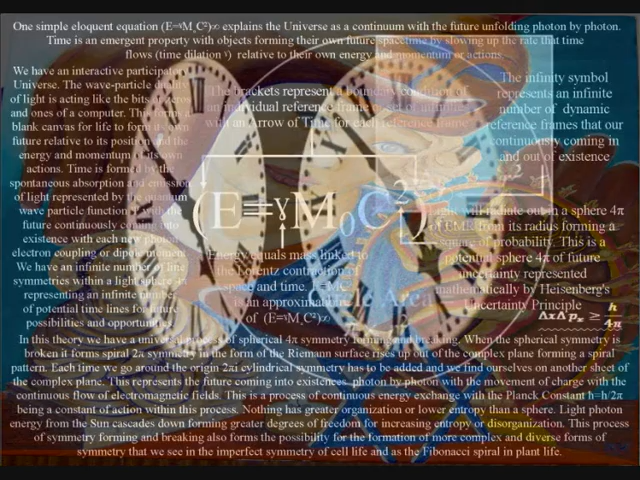 One simple eloquent equation (E=ᵞM˳C²)∞ explains the Universe as a continuum with the future unfolding photon by photon.
Time is an emergent property with objects forming their own future spacetime by slowing up the rate that time
flows (time dilation ᵞ) relative to their own energy and momentum or actions.
We have an interactive participatory
Universe. The wave-particle duality
of light is acting like the bits or zeros
and ones of a computer. This forms a
blank canvas for life to form its own
future relative to its position and the
energy and momentum of its own
actions. Time is formed by the
spontaneous absorption and emission
of light represented by the quantum
wave particle function with the
future continuously coming into
existence with each new photon
electron coupling or dipole moment.
We have an infinite number of line
symmetries within a light sphere
representing an infinite number
of potential time lines for future
possibilities and opportunities.
The brackets represent a boundary condition of
an individual reference frame
with an Arrow of Time for each reference frame
The infinity symbol
represents an infinite
number of dynamic
reference frames that our
continuously coming in
and out of existence
(E=γM₀C²)
2
Energy equals mass linked to
the Lorentz contraction of
space and time. E=MC²
is an approximation
of (E=ᵞM˳C²)∞
Area
light will radiate out in a sphere 4π
of EMR from its radius forming a
square of probability. This is a
potential sphere 4π of future
uncertainty represented
mathematically by Heisenberg's
Uncertainty Principle
ΔxΔpₓ ≥ h/4π
In this theory we have a universal process of spherical 4π symmetry forming and breaking. When the spherical symmetry is
broken it forms spiral 2π symmetry in the form of the Riemann surface rises up out of the complex plane forming a spiral
pattern. Each time we go around the origin 2πi cylindrical symmetry has to be added and we find ourselves on another sheet of
the complex plane. This represents the future coming into existence photon by photon with the movement of charge with the
continuous flow of electromagnetic fields. This is a process of continuous energy exchange with the Planck Constant ħ=h/2π
being a constant of action within this process. Nothing has greater organization or lower entropy than a sphere. Light photon
energy from the Sun cascades down forming greater degrees of freedom for increasing entropy or disorganization. This process
of symmetry forming and breaking also forms the possibility for the formation of more complex and diverse forms of
symmetry that we see in the imperfect symmetry of cell life and as the Fibonacci spiral in plant life.